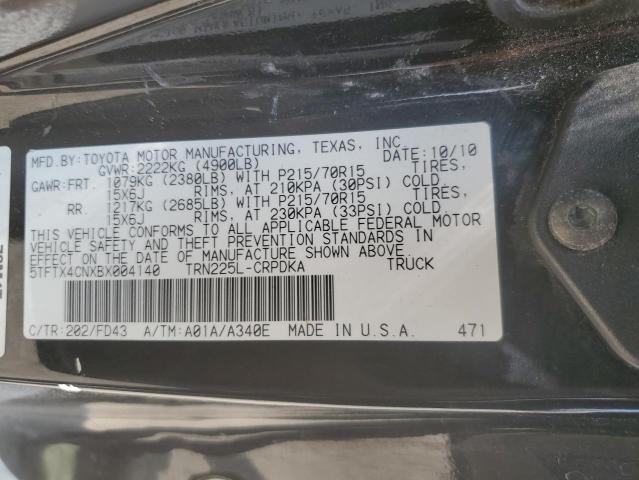 MFD.BY:TOYOTA MOTOR MANUFACTURING, TEXAS, INC. DATE:10/10
GVWR:2222KG (4900LB)
GAWR:FRT. 1079KG (2380LB) WITH P215/70R15 TIRES,
15X6J RIMS, AT 210KPA (30PSI) COLD
RR. 1217KG (2685LB) WITH P215/70R15 TIRES,
15X6J RIMS, AT 230KPA (33PSI) COLD
THIS VEHICLE CONFORMS TO ALL APPLICABLE FEDERAL MOTOR
VEHICLE SAFETY AND THEFT PREVENTION STANDARDS IN
EFFECT ON THE DATE OF MANUFACTURE SHOWN ABOVE.
5TFTX4CNXBX004140 TRN225L-CRPDKA TRUCK
C/TR:202/FD43 A/TM:A01A/A340E MADE IN U.S.A. 471